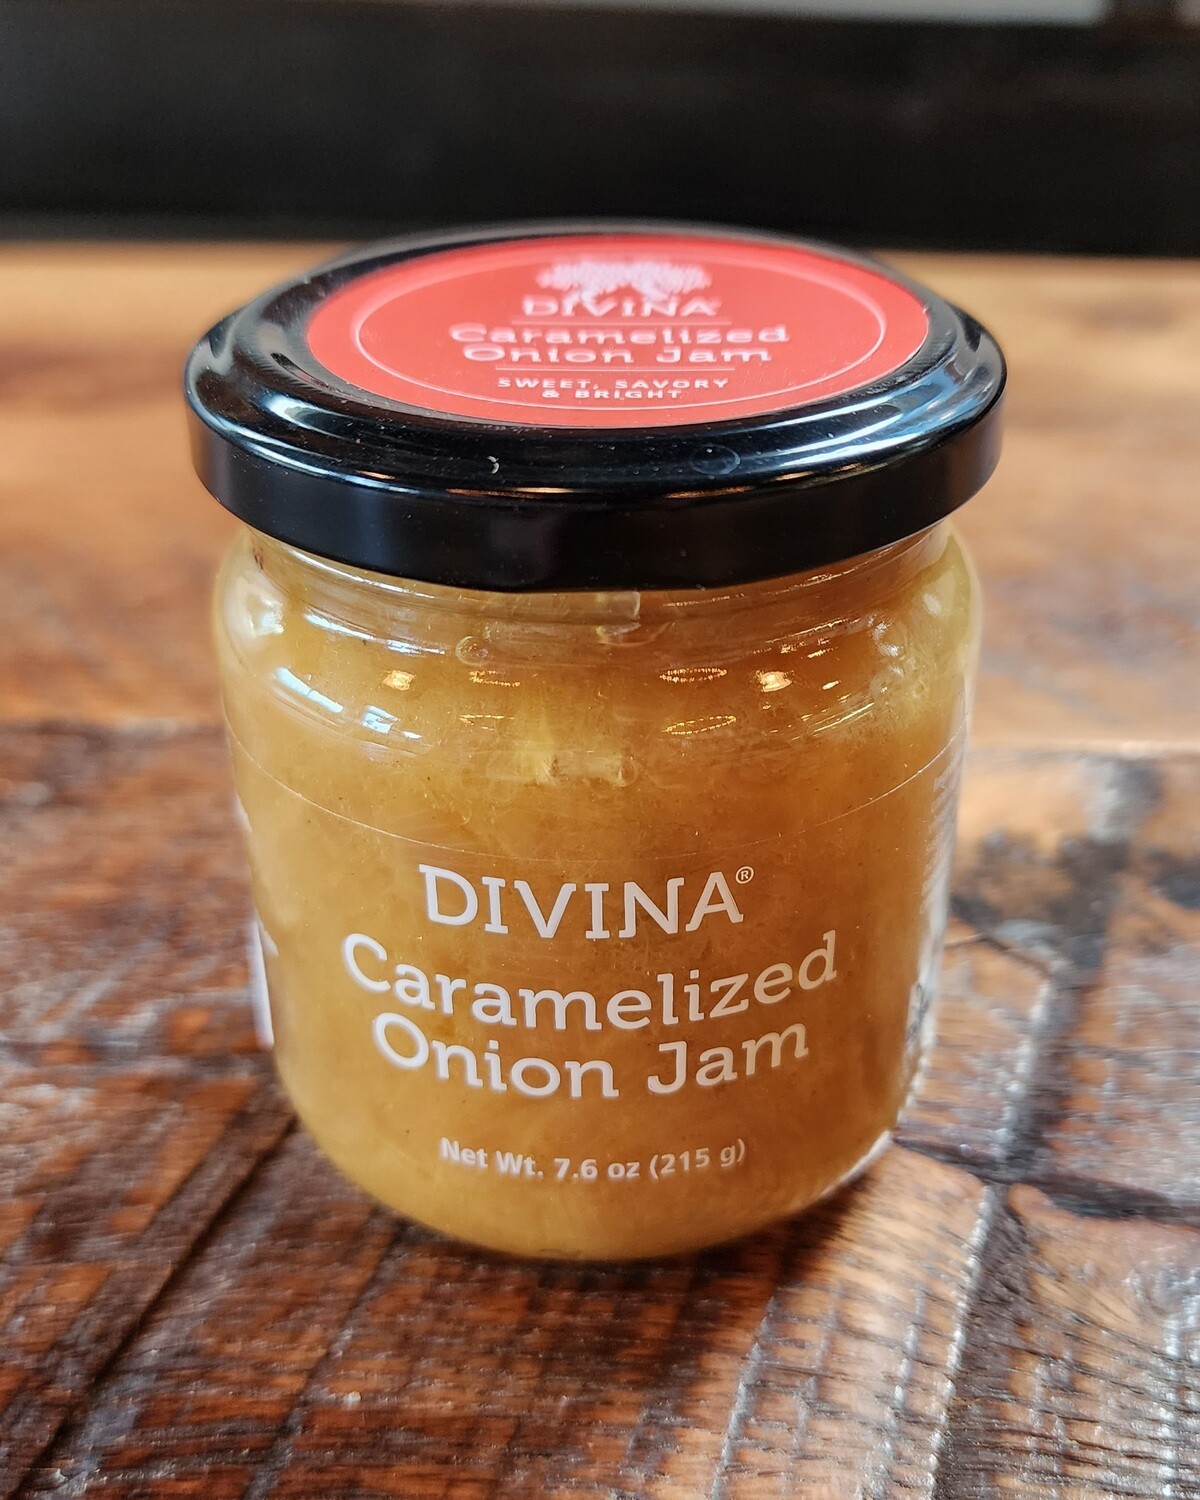 DIVINA
Caramelized
Onion Jam
SWEET, SAVORY
& BRIGHT
DIVINA®
Caramelized
Onion Jam
Net Wt. 7.6 oz (215 g)